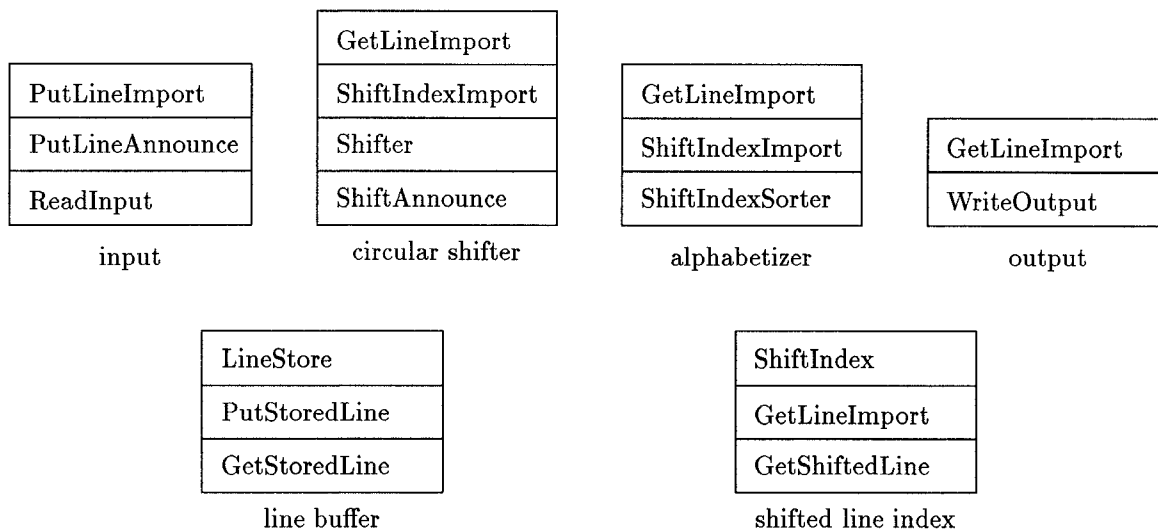 PutLineImport
PutLineAnnounce
ReadInput
input
GetLineImport
ShiftIndexImport
Shifter
ShiftAnnounce
circular shifter
GetLineImport
ShiftIndexImport
ShiftIndexSorter
alphabetizer
GetLineImport
WriteOutput
output
LineStore
PutStoredLine
GetStoredLine
line buffer
ShiftIndex
GetLineImport
GetShiftedLine
shifted line index